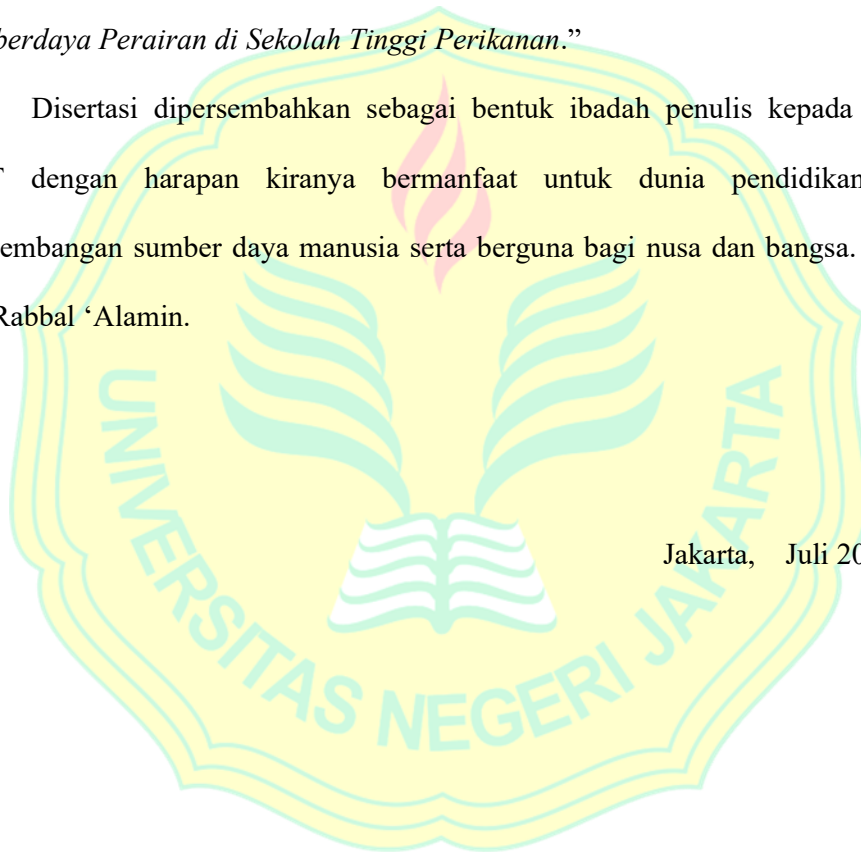 berdaya Perairan di Sekolah Tinggi Perikanan.”
Disertasi dipersembahkan sebagai bentuk ibadah penulis kepada
T dengan harapan kiranya bermanfaat untuk dunia pendidikan
embangan sumber daya manusia serta berguna bagi nusa dan bangsa.
Rabbal ‘Alamin.
Jakarta, Juli 20
UNIVERSITAS NEGERI JAKARTA